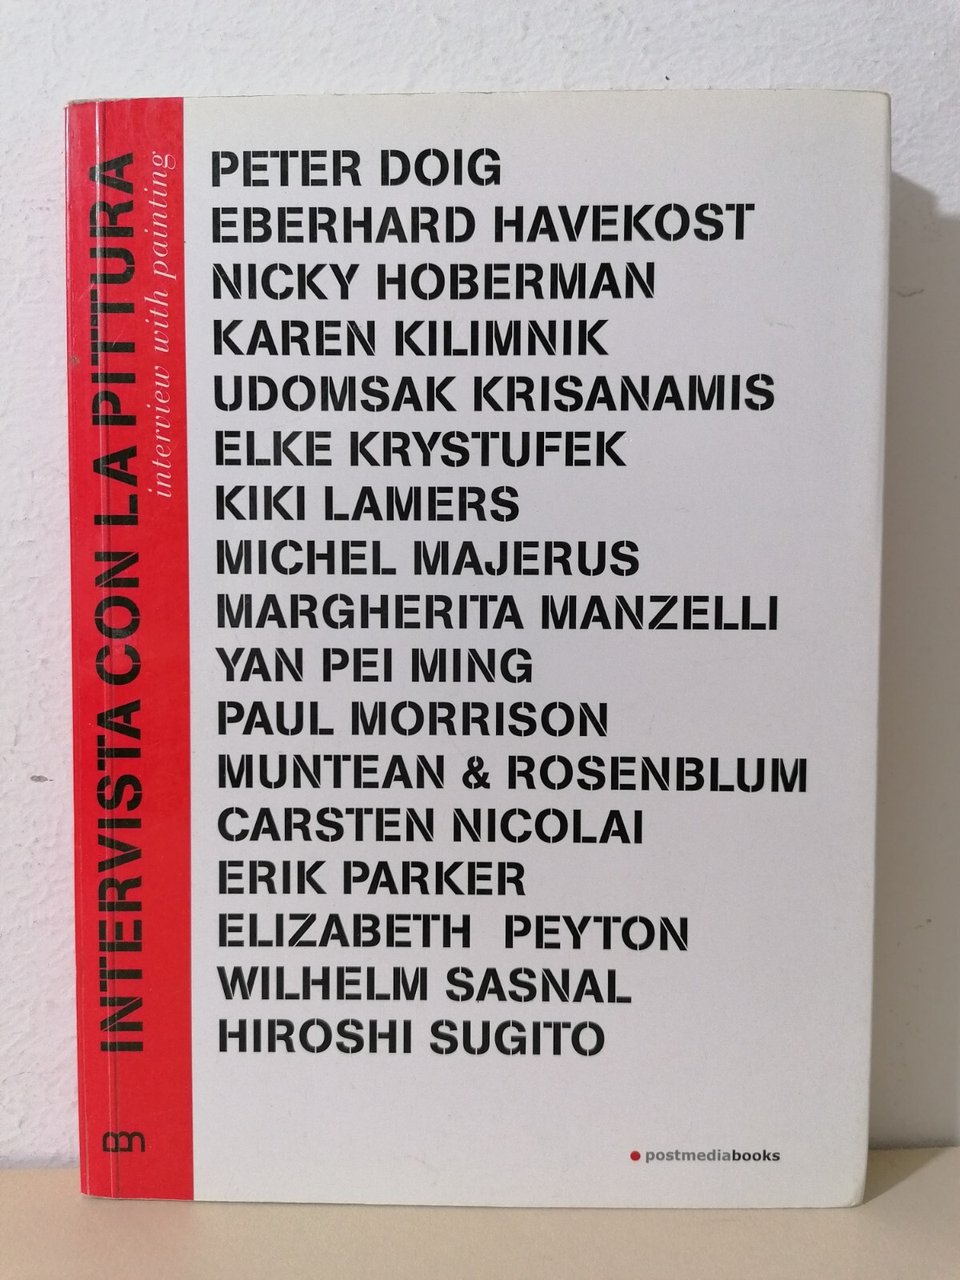 INTERVISTA CON LA PITTURA
interview with painting
PETER DOIG
EBERHARD HAVEKOST
NICKY HOBERMAN
KAREN KILIMNIK
UDOMSAK KRISANAMIS
ELKE KRYSTUFEK
KIKI LAMERS
MICHEL MAJERUS
MARGHERITA MANZELLI
YAN PEI MING
PAUL MORRISON
MUNTEAN & ROSENBLUM
CARSTEN NICOLAI
ERIK PARKER
ELIZABETH PEYTON
WILHELM SASNAL
HIROSHI SUGITO
postmediabooks